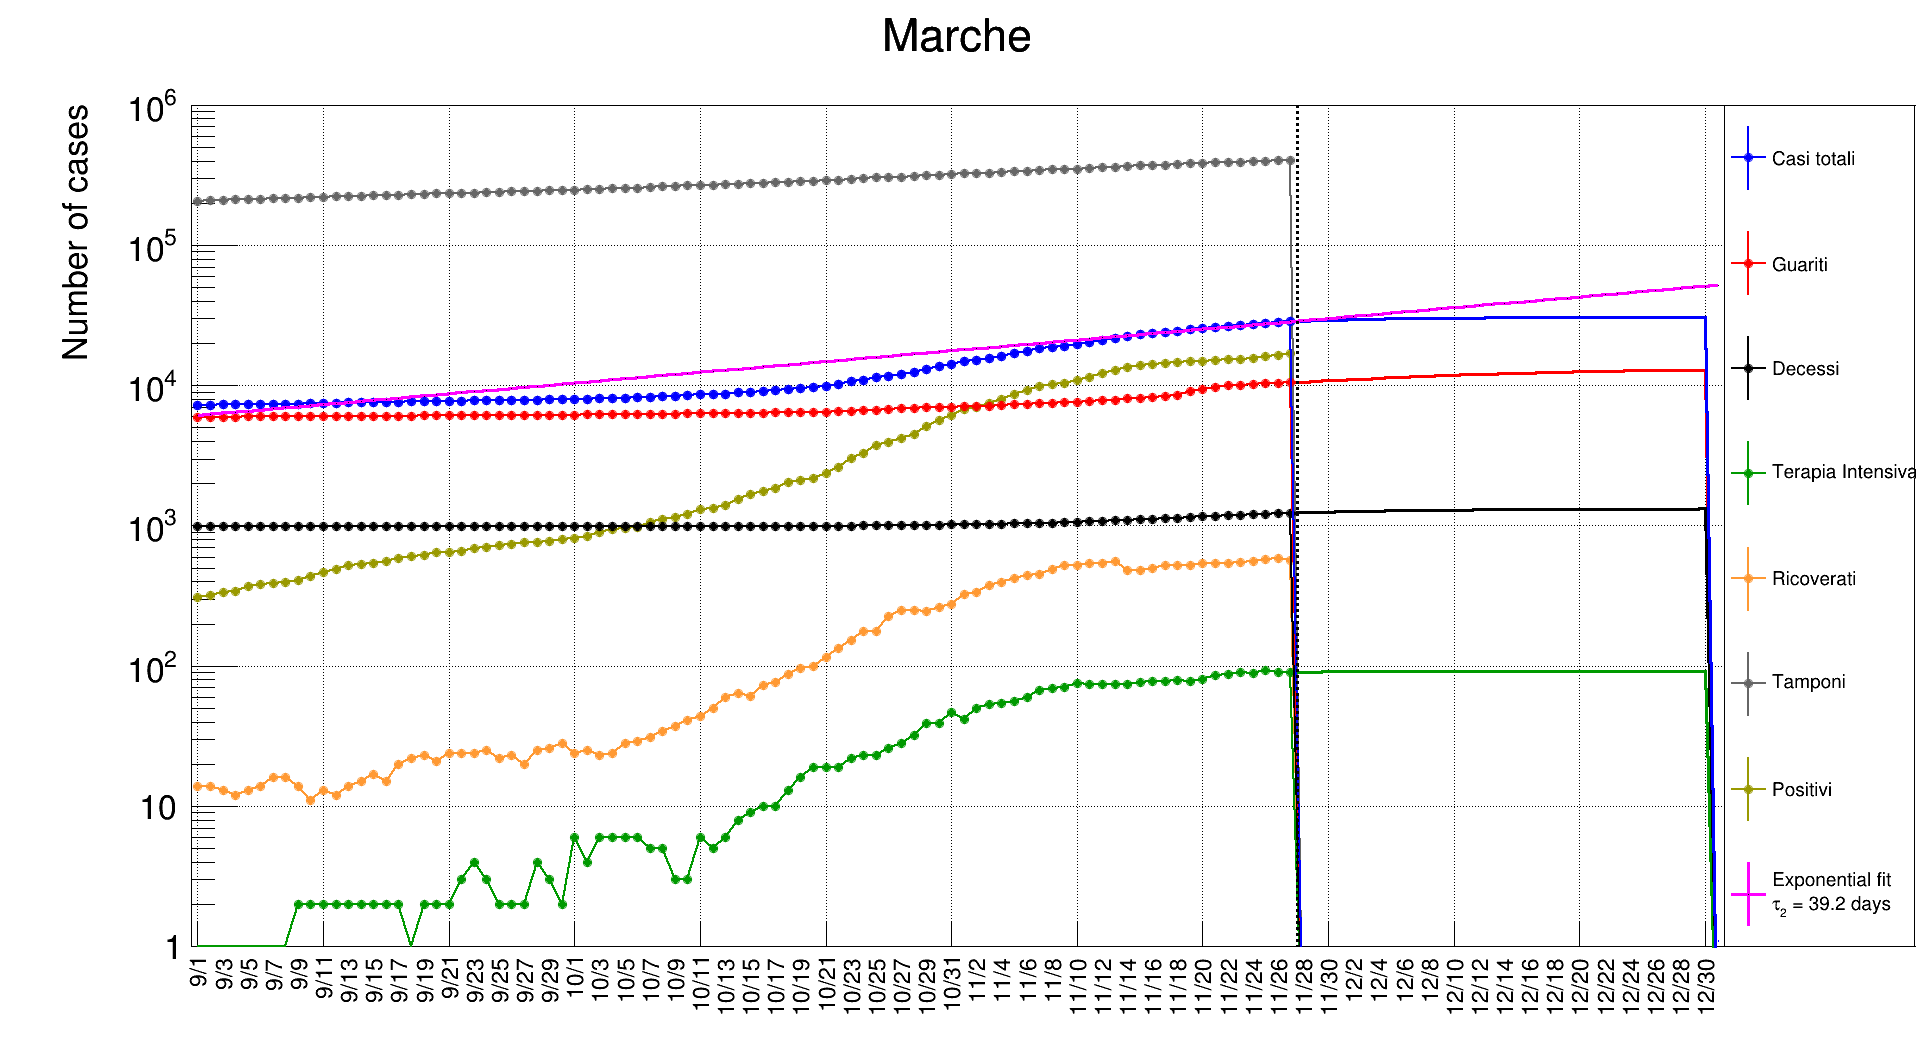 Marche
Number of cases
10^6
10^5
10^4
10^3
10^2
10
1
9/1 9/3 9/5 9/7 9/9 9/11 9/13 9/15 9/17 9/19 9/21 9/23 9/25 9/27 9/29 10/1 10/3 10/5 10/7 10/9 10/11 10/13 10/15 10/17 10/19 10/21 10/23 10/25 10/27 10/29 10/31 11/2 11/4 11/6 11/8 11/10 11/12 11/14 11/16 11/18 11/20 11/22 11/24 11/26 11/28 11/30 12/2 12/4 12/6 12/8 12/10 12/12 12/14 12/16 12/18 12/20 12/22 12/24 12/26 12/28 12/30
Casi totali
Guariti
Decessi
Terapia Intensiva
Ricoverati
Tamponi
Positivi
Exponential fit
τ_2 = 39.2 days